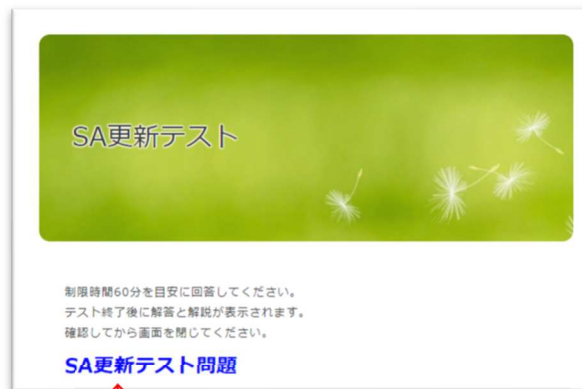 SA更新テスト
制限時間60分を目安に回答してください。
テスト終了後に解答と解説が表示されます。
確認してから画面を閉じてください。
SA更新テスト問題